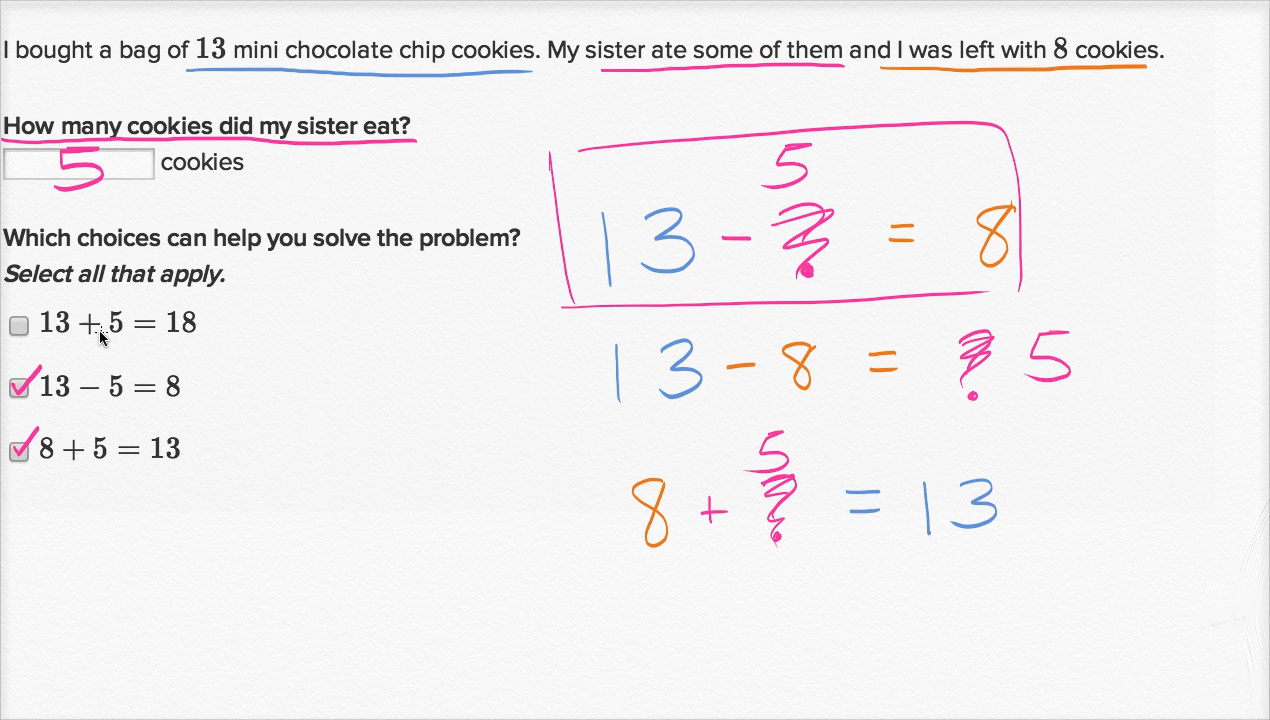 I bought a bag of 13 mini chocolate chip cookies. My sister ate some of them and I was left with 8 cookies.
How many cookies did my sister eat?
5 cookies
Which choices can help you solve the problem?
Select all that apply.
13 + 5 = 18
13 − 5 = 8
8 + 5 = 13
5
13 - ? = 8
13 - 8 = ? 5
5
8 + ? = 13